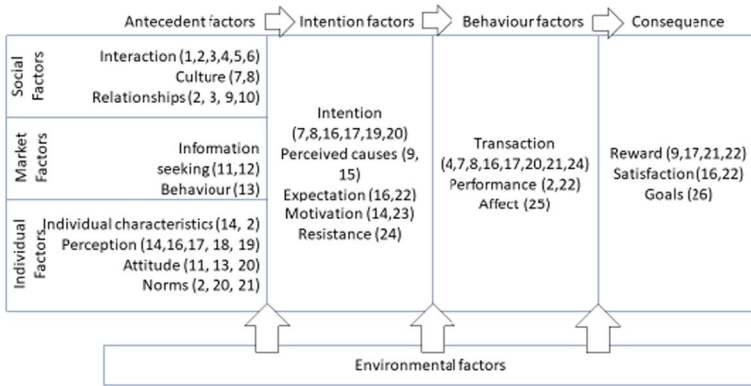 Antecedent factors
Intention factors
Behaviour factors
Consequence
Social
Factors
Interaction (1,2,3,4,5,6)
Culture (7,8)
Relationships (2, 3, 9,10)
Market
Factors
Information
seeking (11,12)
Behaviour (13)
Individual
Factors
Individual characteristics (14, 2)
Perception (14,16,17, 18, 19)
Attitude (11, 13, 20)
Norms (2, 20, 21)
Intention
(7,8,16,17,19,20)
Perceived causes (9,
15)
Expectation (16,22)
Motivation (14,23)
Resistance (24)
Transaction
(4,7,8,16,17,20,21,24)
Performance (2,22)
Affect (25)
Reward (9,17,21,22)
Satisfaction (16,22)
Goals (26)
Environmental factors